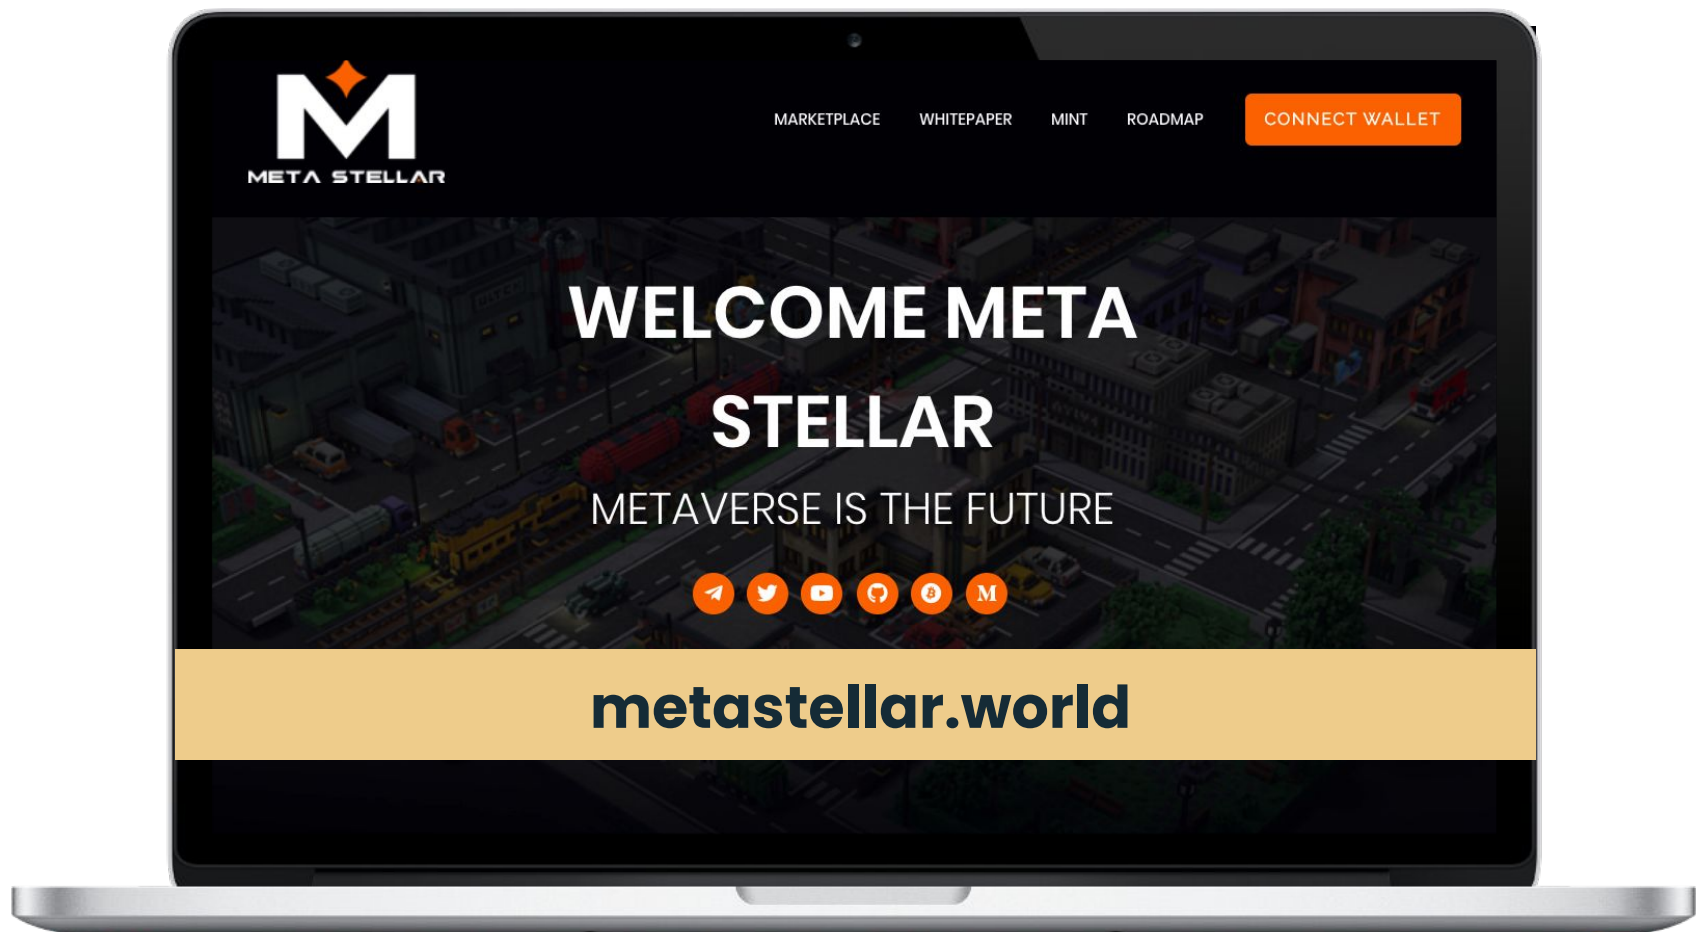 META STELLAR
MARKETPLACE WHITEPAPER MINT ROADMAP CONNECT WALLET
WELCOME META
STELLAR
METAVERSE IS THE FUTURE
metastellar.world